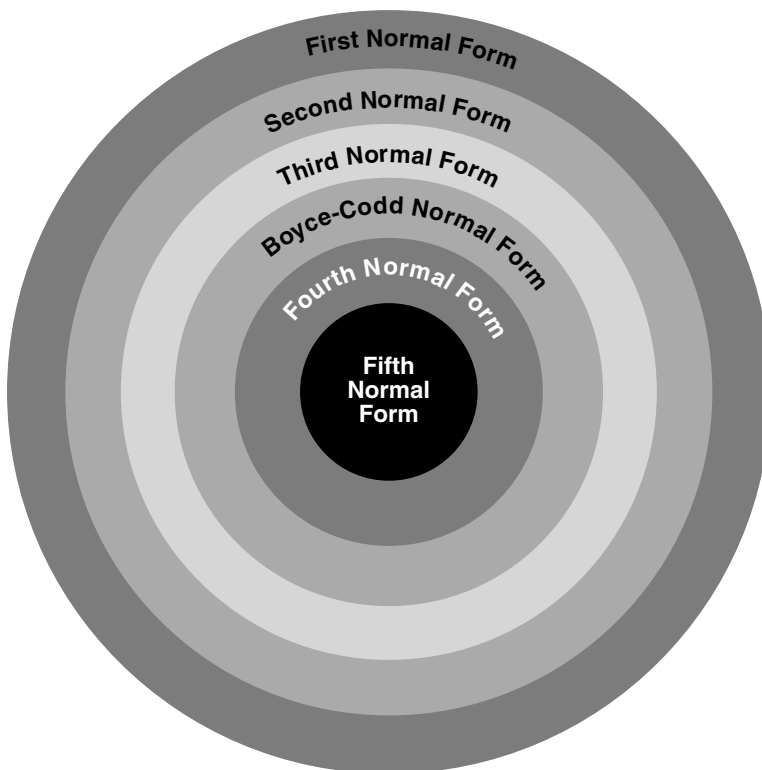 First Normal Form
Second Normal Form
Third Normal Form
Boyce-Codd Normal Form
Fourth Normal Form
Fifth
Normal
Form